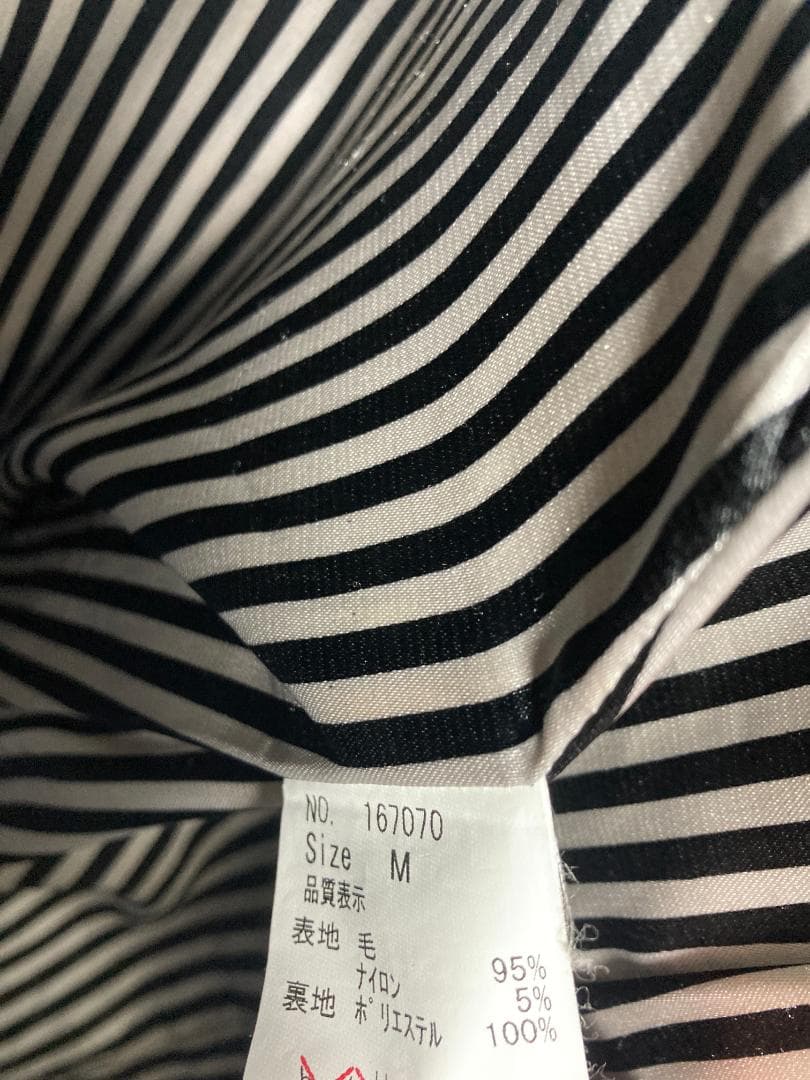 NO. 167070
Size M
品質表示
表地 毛 95%
ナイロン 5%
裏地 ポリエステル 100%